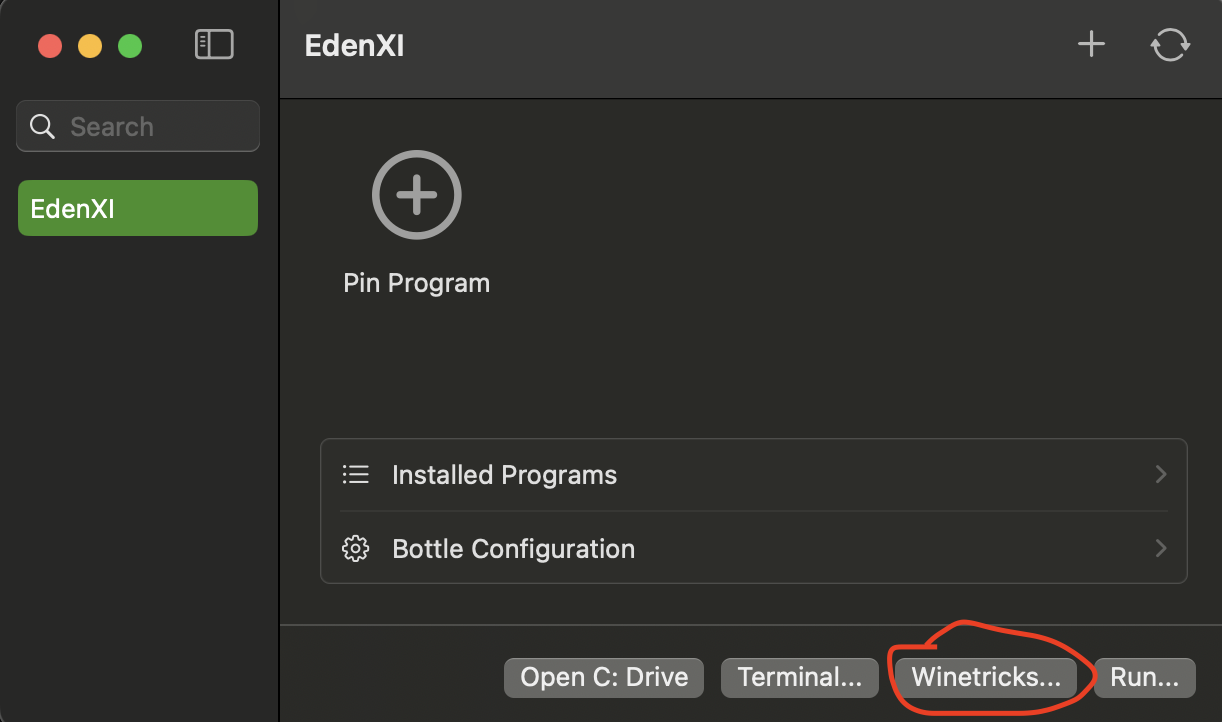 EdenXI
Search
EdenXI
Pin Program
Installed Programs
Bottle Configuration
Open C: Drive
Terminal...
Winetricks...
Run...